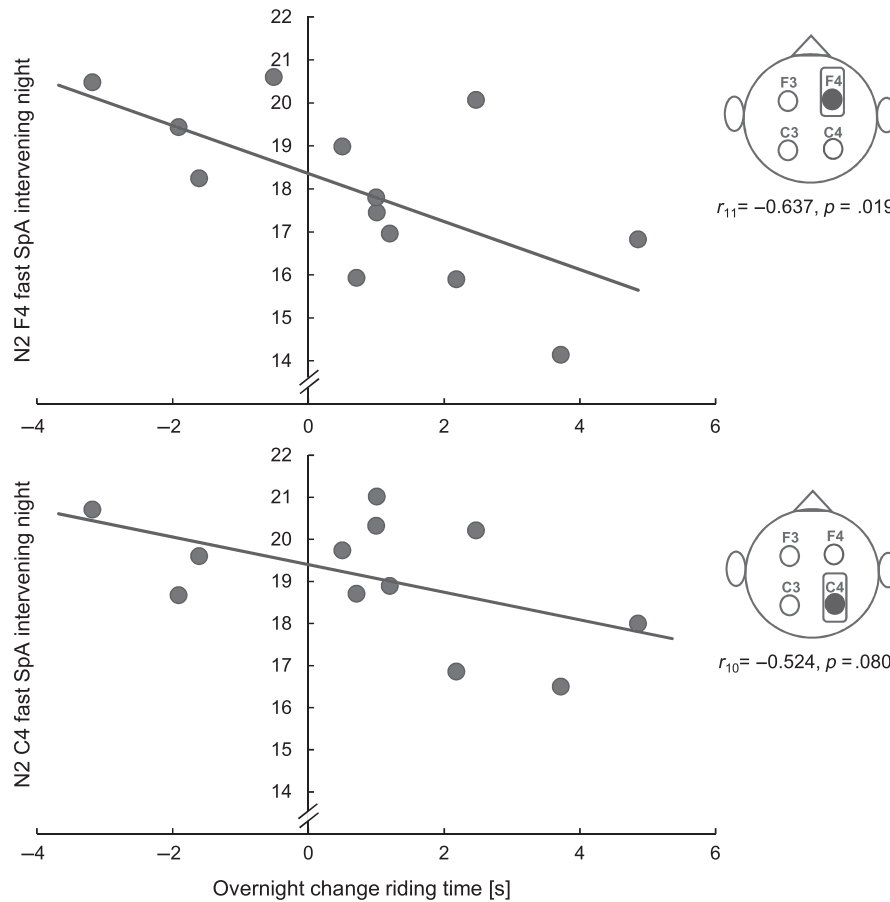 N2 F4 fast SpA intervening night
22
21
20
19
18
17
16
15
14
–4
–2
0
2
4
6
F3
F4
C3
C4
r11= –0.637, p = .019
N2 C4 fast SpA intervening night
22
21
20
19
18
17
16
15
14
–4
–2
0
2
4
6
F3
F4
C3
C4
r10= –0.524, p =.080
Overnight change riding time [s]